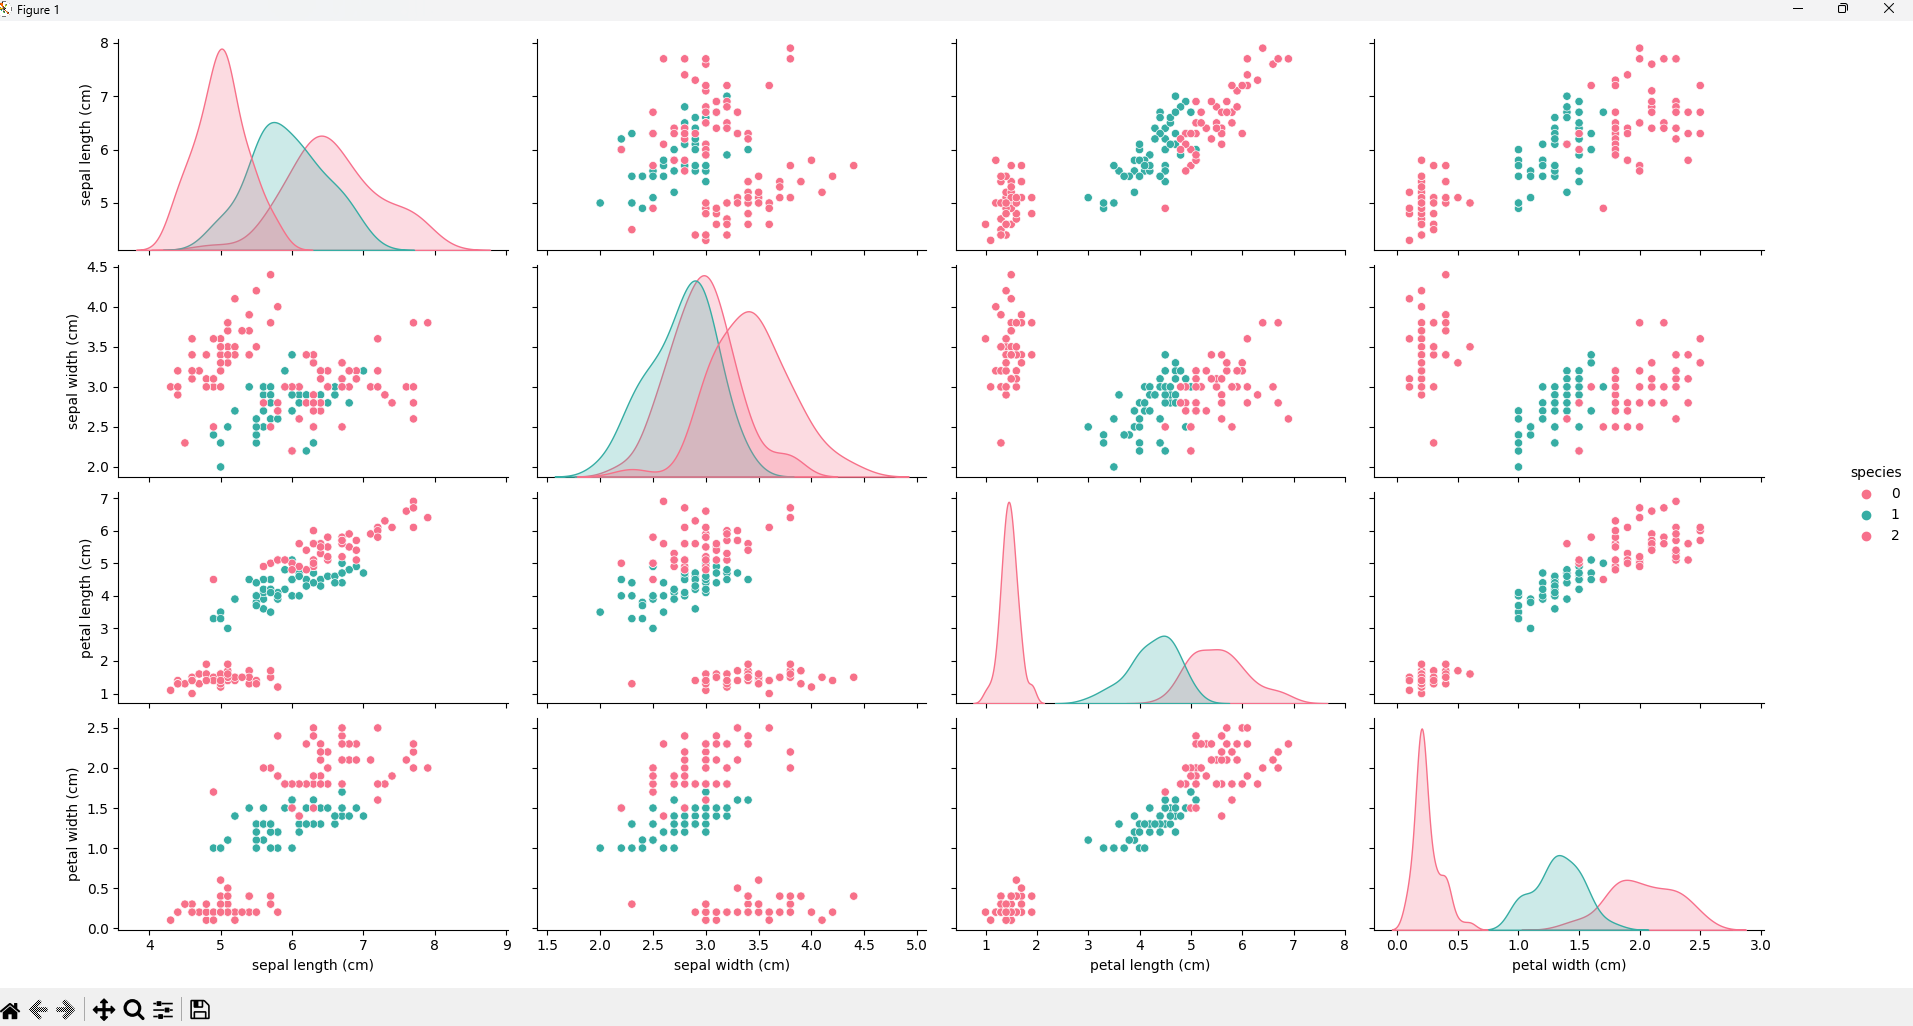 Figure 1
8
7
6
5
sepal length (cm)
4.5
4.0
3.5
3.0
2.5
2.0
sepal width (cm)
7
6
5
4
3
2
1
petal length (cm)
2.5
2.0
1.5
1.0
0.5
0.0
petal width (cm)
4 5 6 7 8 9
sepal length (cm)
1.5 2.0 2.5 3.0 3.5 4.0 4.5 5.0
sepal width (cm)
1 2 3 4 5 6 7 8
petal length (cm)
0.0 0.5 1.0 1.5 2.0 2.5 3.0
petal width (cm)
species
0
1
2